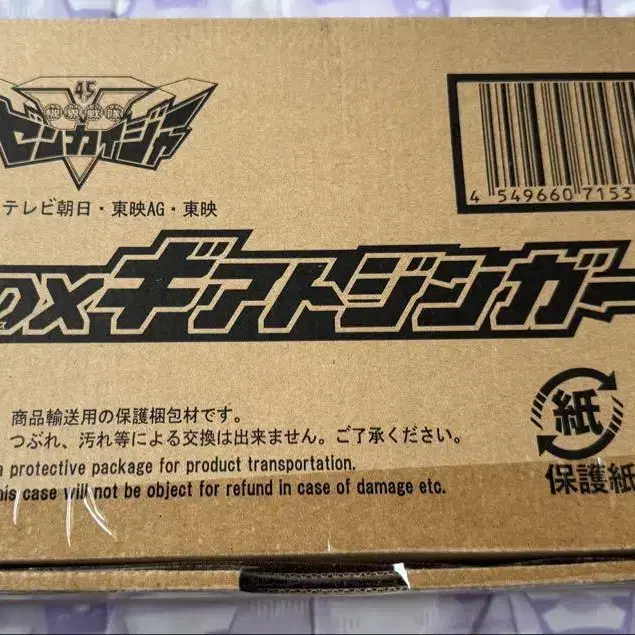 45
機界戦隊
ゼンカイジャー
テレビ朝日・東映AG・東映
4 549660 7153
DXギアトジンガー
紙
商品輸送用の保護梱包材です。
つぶれ、汚れ等による交換は出来ません。ご了承ください。
a protective package for product transportation.
his case will not be object for refund in case of damage etc.
保護紙